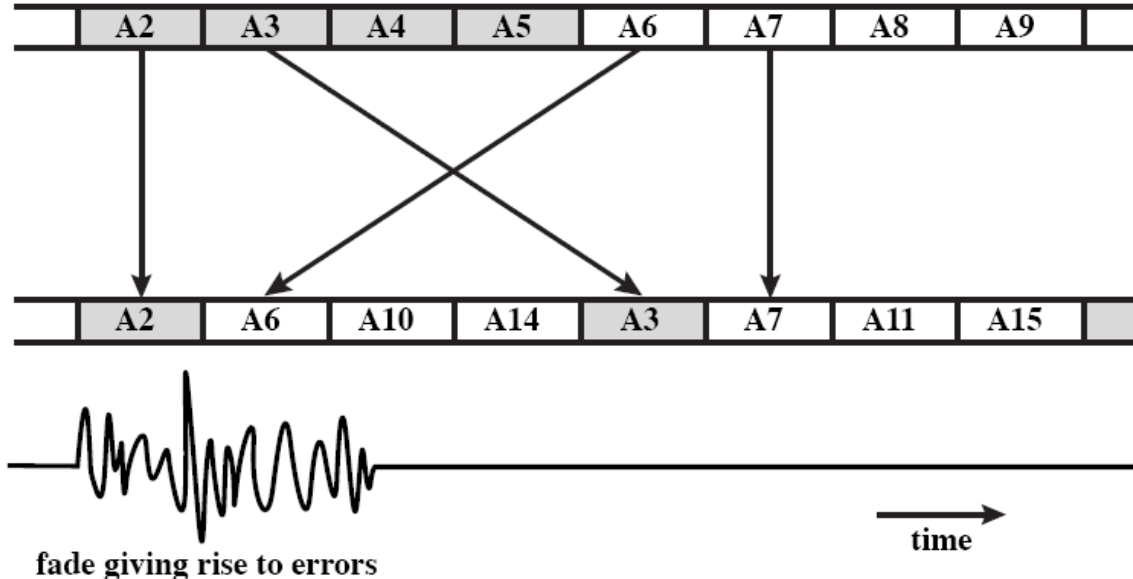 A2 A3 A4 A5 A6 A7 A8 A9
A2 A6 A10 A14 A3 A7 A11 A15
time
fade giving rise to errors